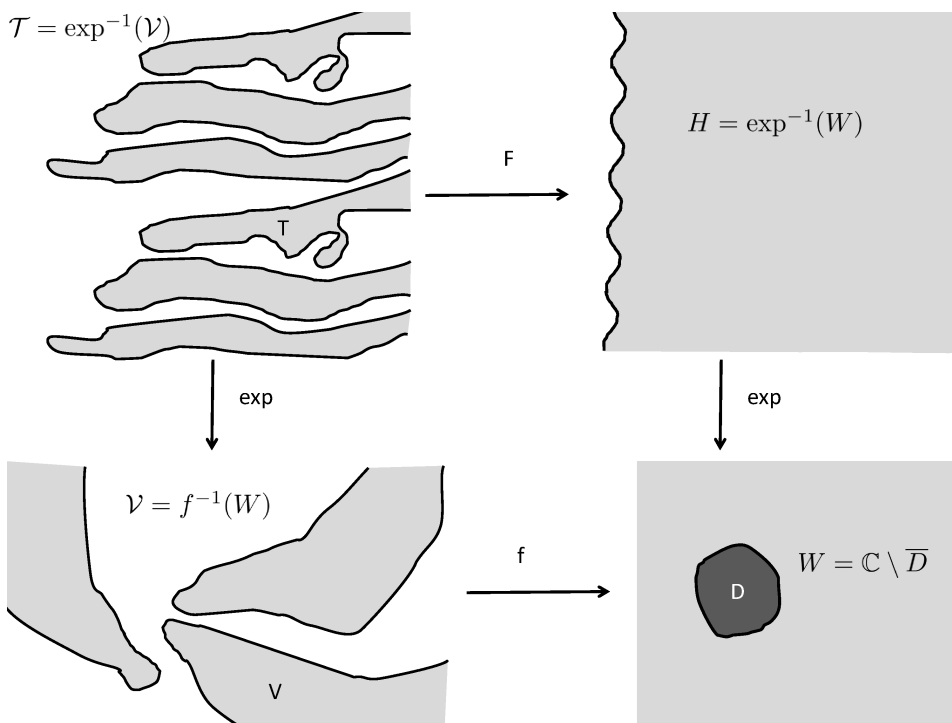 𝒯 = exp⁻¹(𝒱)
H = exp⁻¹(W)
F
T
exp
exp
𝒱 = f⁻¹(W)
f
W = ℂ \ D̅
D
V